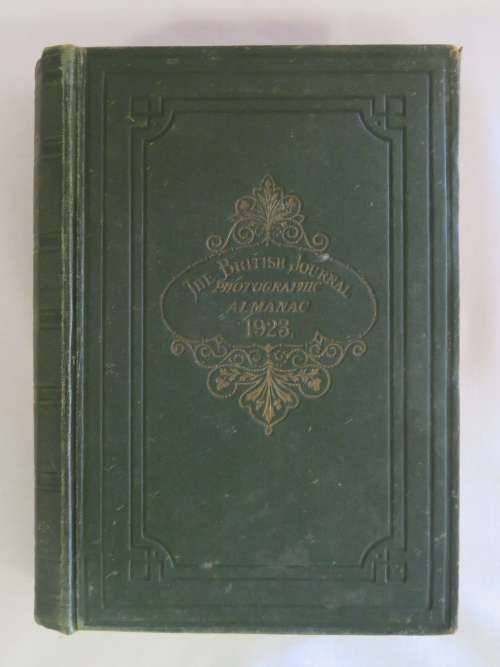 THE BRITISH JOURNAL
PHOTOGRAPHIC
ALMANAC
1923.